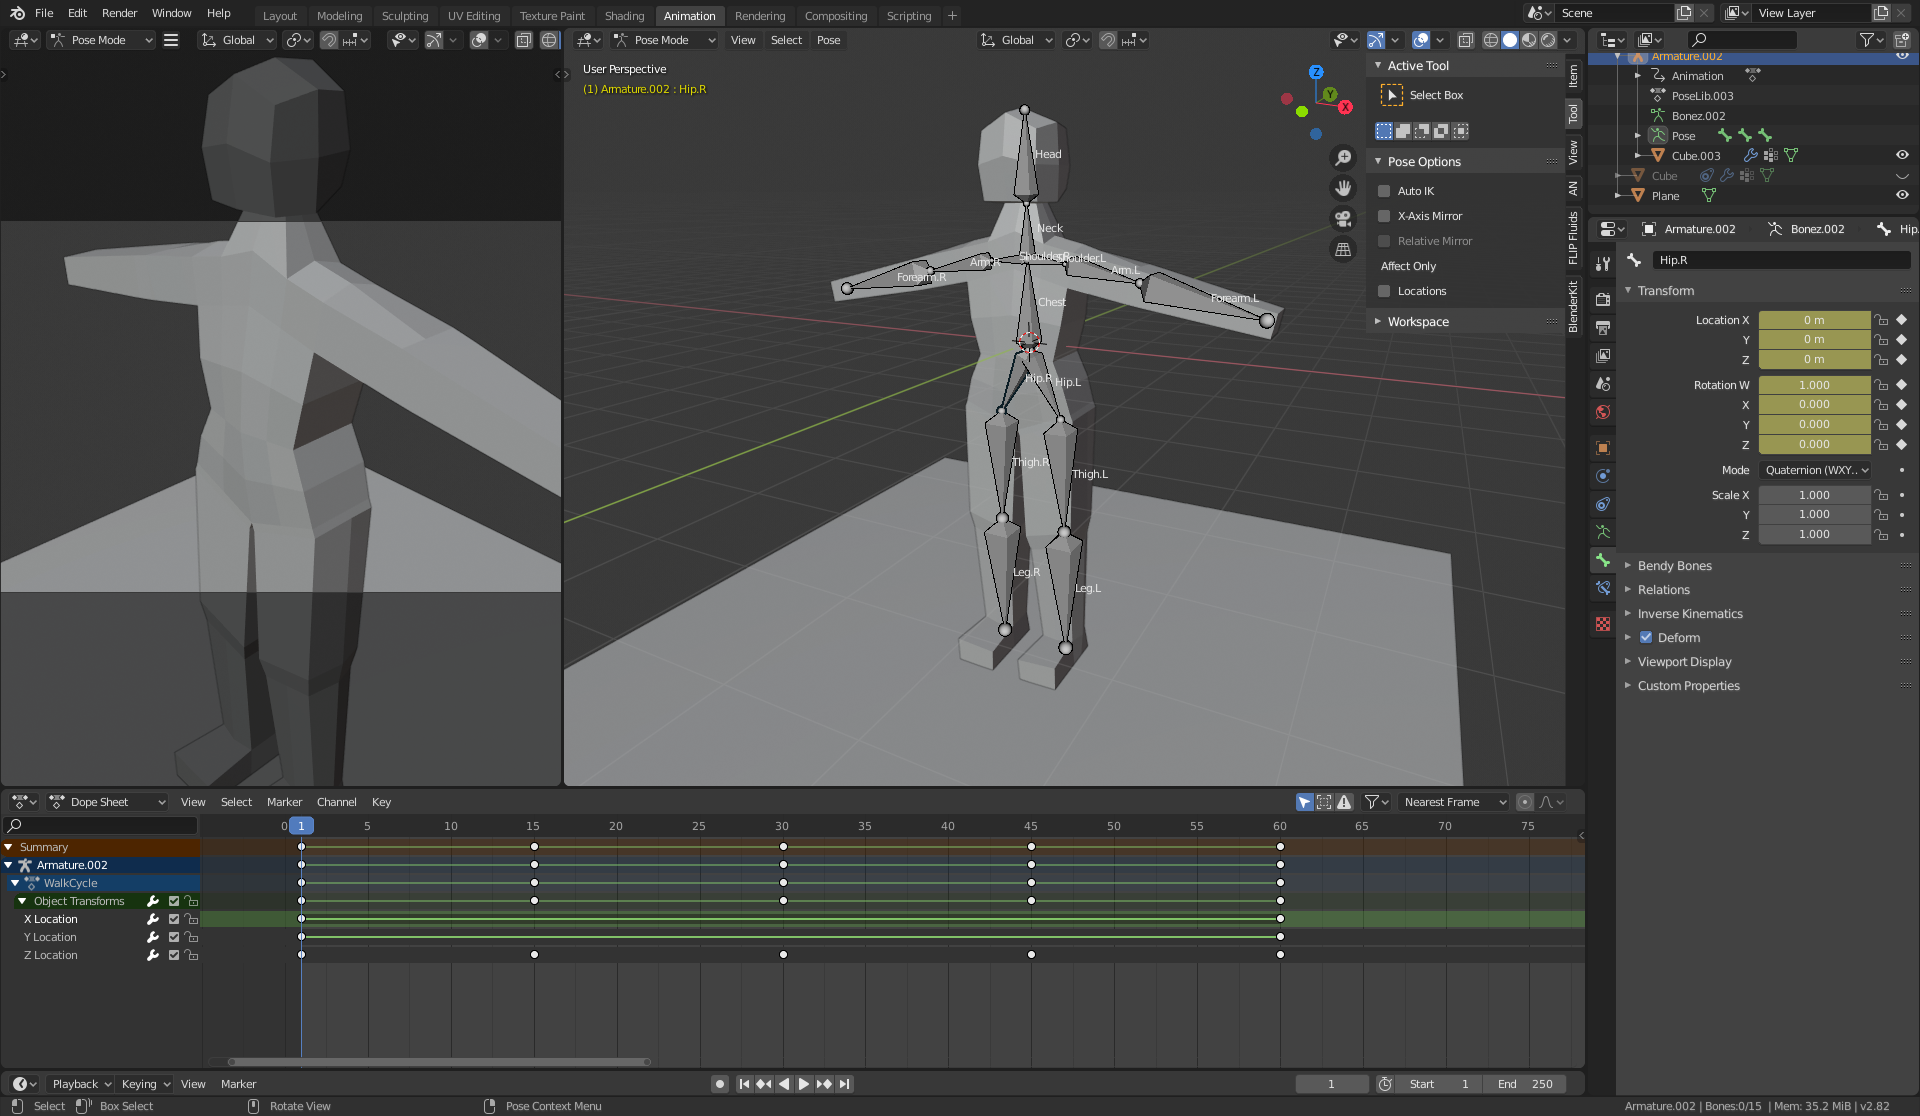 File Edit Render Window Help Layout Modeling Sculpting UV Editing Texture Paint Shading Animation Rendering Compositing Scripting + Scene View Layer
Pose Mode Global Pose Mode View Select Pose Global
User Perspective
(1) Armature.002 : Hip.R
Head
Neck
Arm.R
Arm.L
Forearm.R
Forearm.L
Chest
Hip.R
Hip.L
Thigh.R
Thigh.L
Leg.R
Leg.L
Z
Y
X
Active Tool
Select Box
Pose Options
Auto IK
X-Axis Mirror
Relative Mirror
Affect Only
Locations
Workspace
Item
Tool
View
AN
FLIP Fluids
BlenderKit
Armature.002
Animation
PoseLib.003
Bonez.002
Pose
Cube.003
Cube
Plane
Armature.002 Bonez.002 Hip.
Hip.R
Transform
Location X 0 m
Y 0 m
Z 0 m
Rotation W 1.000
X 0.000
Y 0.000
Z 0.000
Mode Quaternion (WXY..
Scale X 1.000
Y 1.000
Z 1.000
Bendy Bones
Relations
Inverse Kinematics
Deform
Viewport Display
Custom Properties
Dope Sheet View Select Marker Channel Key Nearest Frame
0 1 5 10 15 20 25 30 35 40 45 50 55 60 65 70 75
Summary
Armature.002
WalkCycle
Object Transforms
X Location
Y Location
Z Location
Playback Keying View Marker 1 Start 1 End 250
Select Box Select Rotate View Pose Context Menu Armature.002 | Bones:0/15 | Mem: 35.2 MiB | v2.82